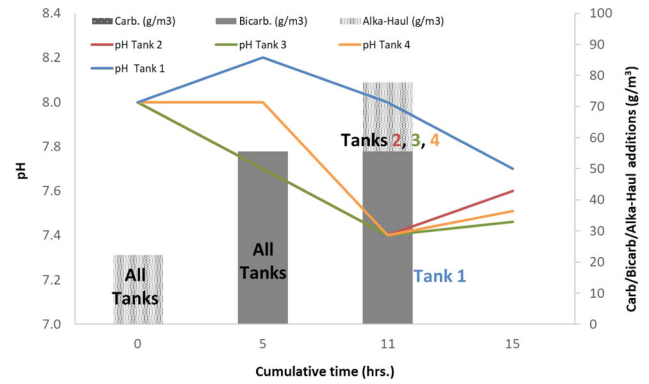 Carb. (g/m3) Bicarb. (g/m3) Alka-Haul (g/m3)
pH Tank 2 pH Tank 3 pH Tank 4
pH Tank 1
8.4
8.2
8.0
7.8
7.6
7.4
7.2
7.0
pH
100
90
80
70
60
50
40
30
20
10
0
Carb/Bicarb/Alka-Haul additions (g/m³)
All
Tanks
All
Tanks
Tanks 2, 3, 4
Tank 1
0 5 11 15
Cumulative time (hrs.)